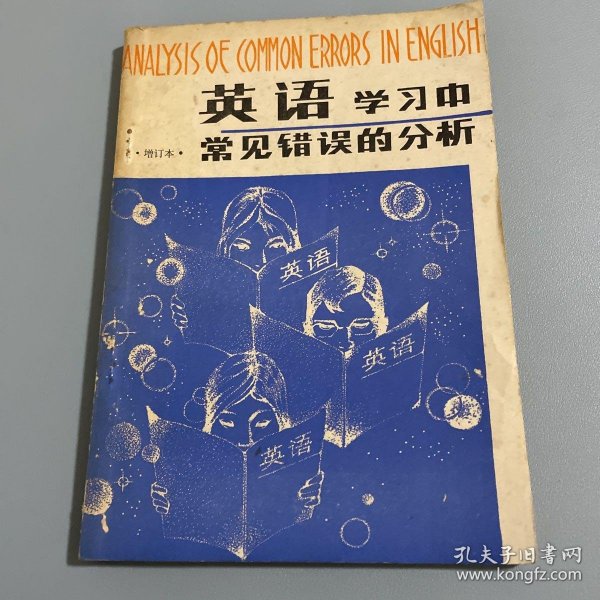 ANALYSIS OF COMMON ERRORS IN ENGLISH
英语 学习中
·增订本· 常见错误的分析
英语
英语
英语
孔夫子旧书网
www.kongfz.com